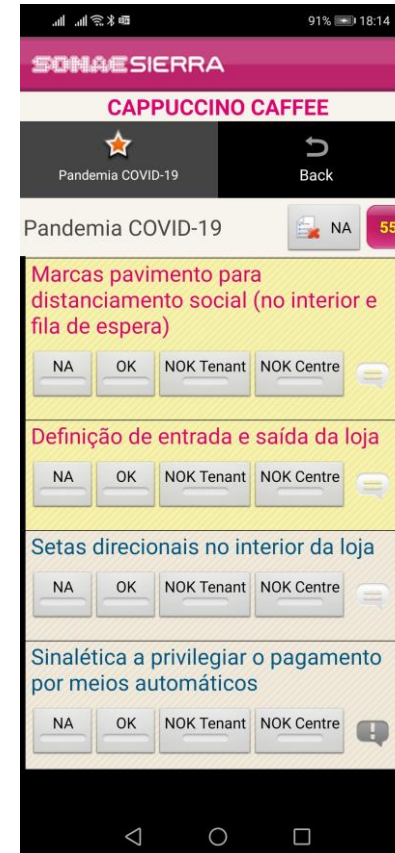 91% 18:14
SONAE SIERRA
CAPPUCCINO CAFFEE
Pandemia COVID-19
Back
Pandemia COVID-19
NA
55
Marcas pavimento para
distanciamento social (no interior e
fila de espera)
NA OK NOK Tenant NOK Centre
Definição de entrada e saída da loja
NA OK NOK Tenant NOK Centre
Setas direcionais no interior da loja
NA OK NOK Tenant NOK Centre
Sinalética a privilegiar o pagamento
por meios automáticos
NA OK NOK Tenant NOK Centre